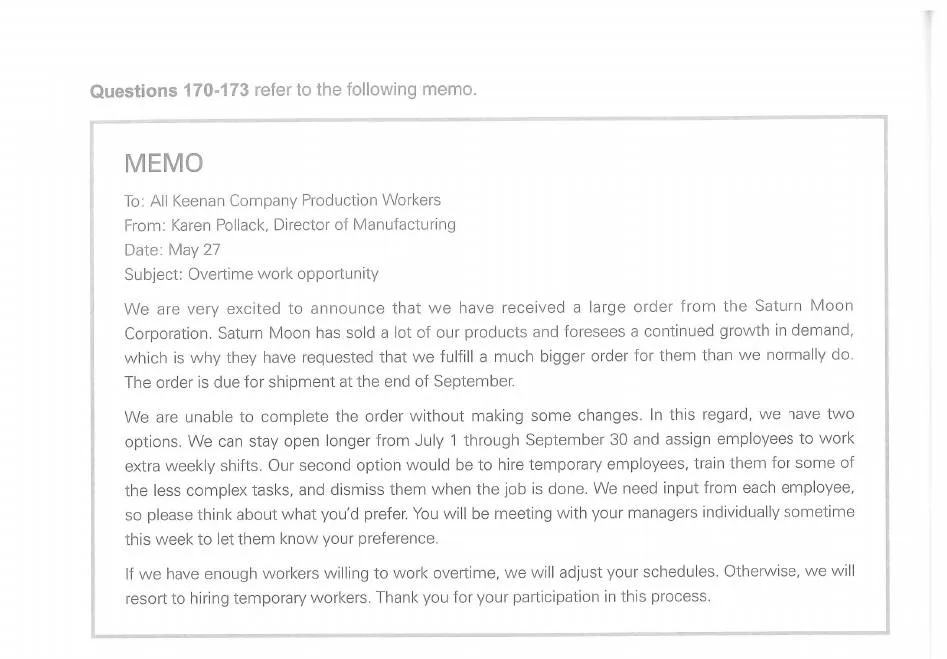 Questions 170-173 refer to the following memo.
MEMO
To: All Keenan Company Production Workers
From: Karen Pollack, Director of Manufacturing
Date: May 27
Subject: Overtime work opportunity
We are very excited to announce that we have received a large order from the Saturn Moon
Corporation. Saturn Moon has sold a lot of our products and foresees a continued growth in demand,
which is why they have requested that we fulfill a much bigger order for them than we normally do.
The order is due for shipment at the end of September.
We are unable to complete the order without making some changes. In this regard, we have two
options. We can stay open longer from July 1 through September 30 and assign employees to work
extra weekly shifts. Our second option would be to hire temporary employees, train them for some of
the less complex tasks, and dismiss them when the job is done. We need input from each employee,
so please think about what you'd prefer. You will be meeting with your managers individually sometime
this week to let them know your preference.
If we have enough workers willing to work overtime, we will adjust your schedules. Otherwise, we will
resort to hiring temporary workers. Thank you for your participation in this process.